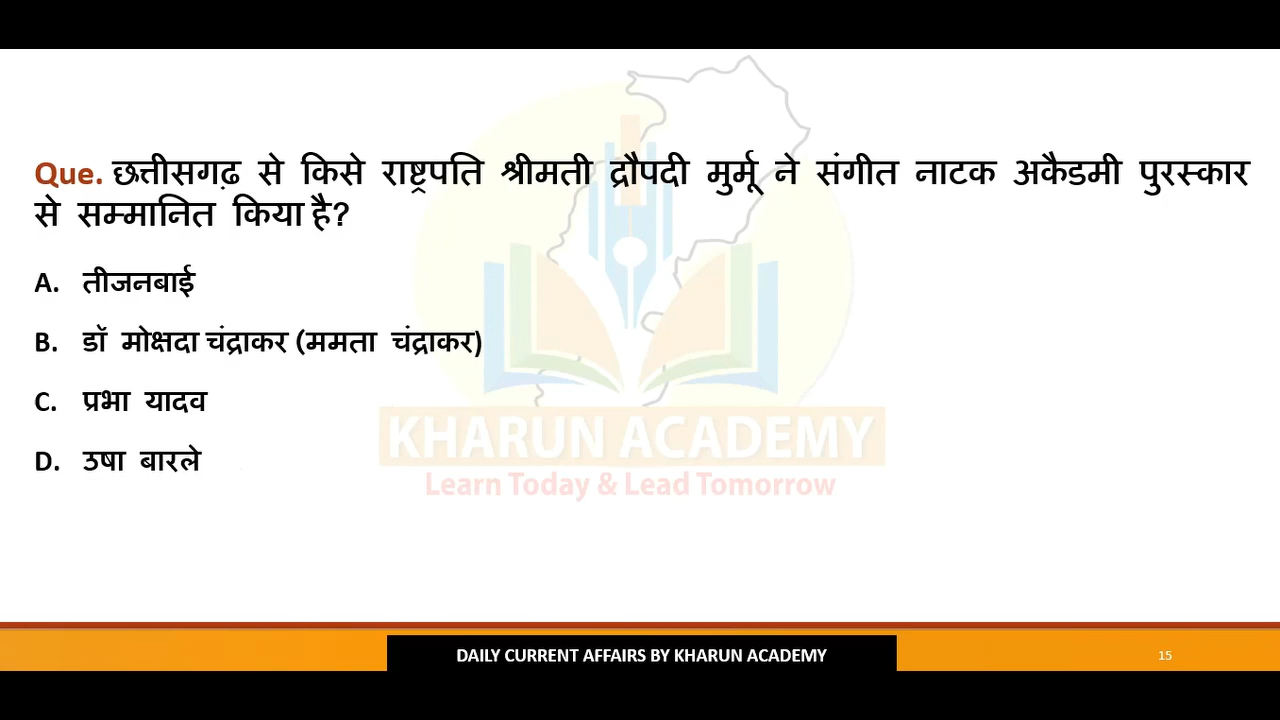 Que. छत्तीसगढ़ से किसे राष्ट्रपति श्रीमती द्रौपदी मुर्मू ने संगीत नाटक अकैडमी पुरस्कार
से सम्मानित किया है?
A. तीजनबाई
B. डॉ मोक्षदा चंद्राकर (ममता चंद्राकर)
C. प्रभा यादव
D. उषा बारले
KHARUN ACADEMY
Learn Today & Lead Tomorrow
DAILY CURRENT AFFAIRS BY KHARUN ACADEMY
15